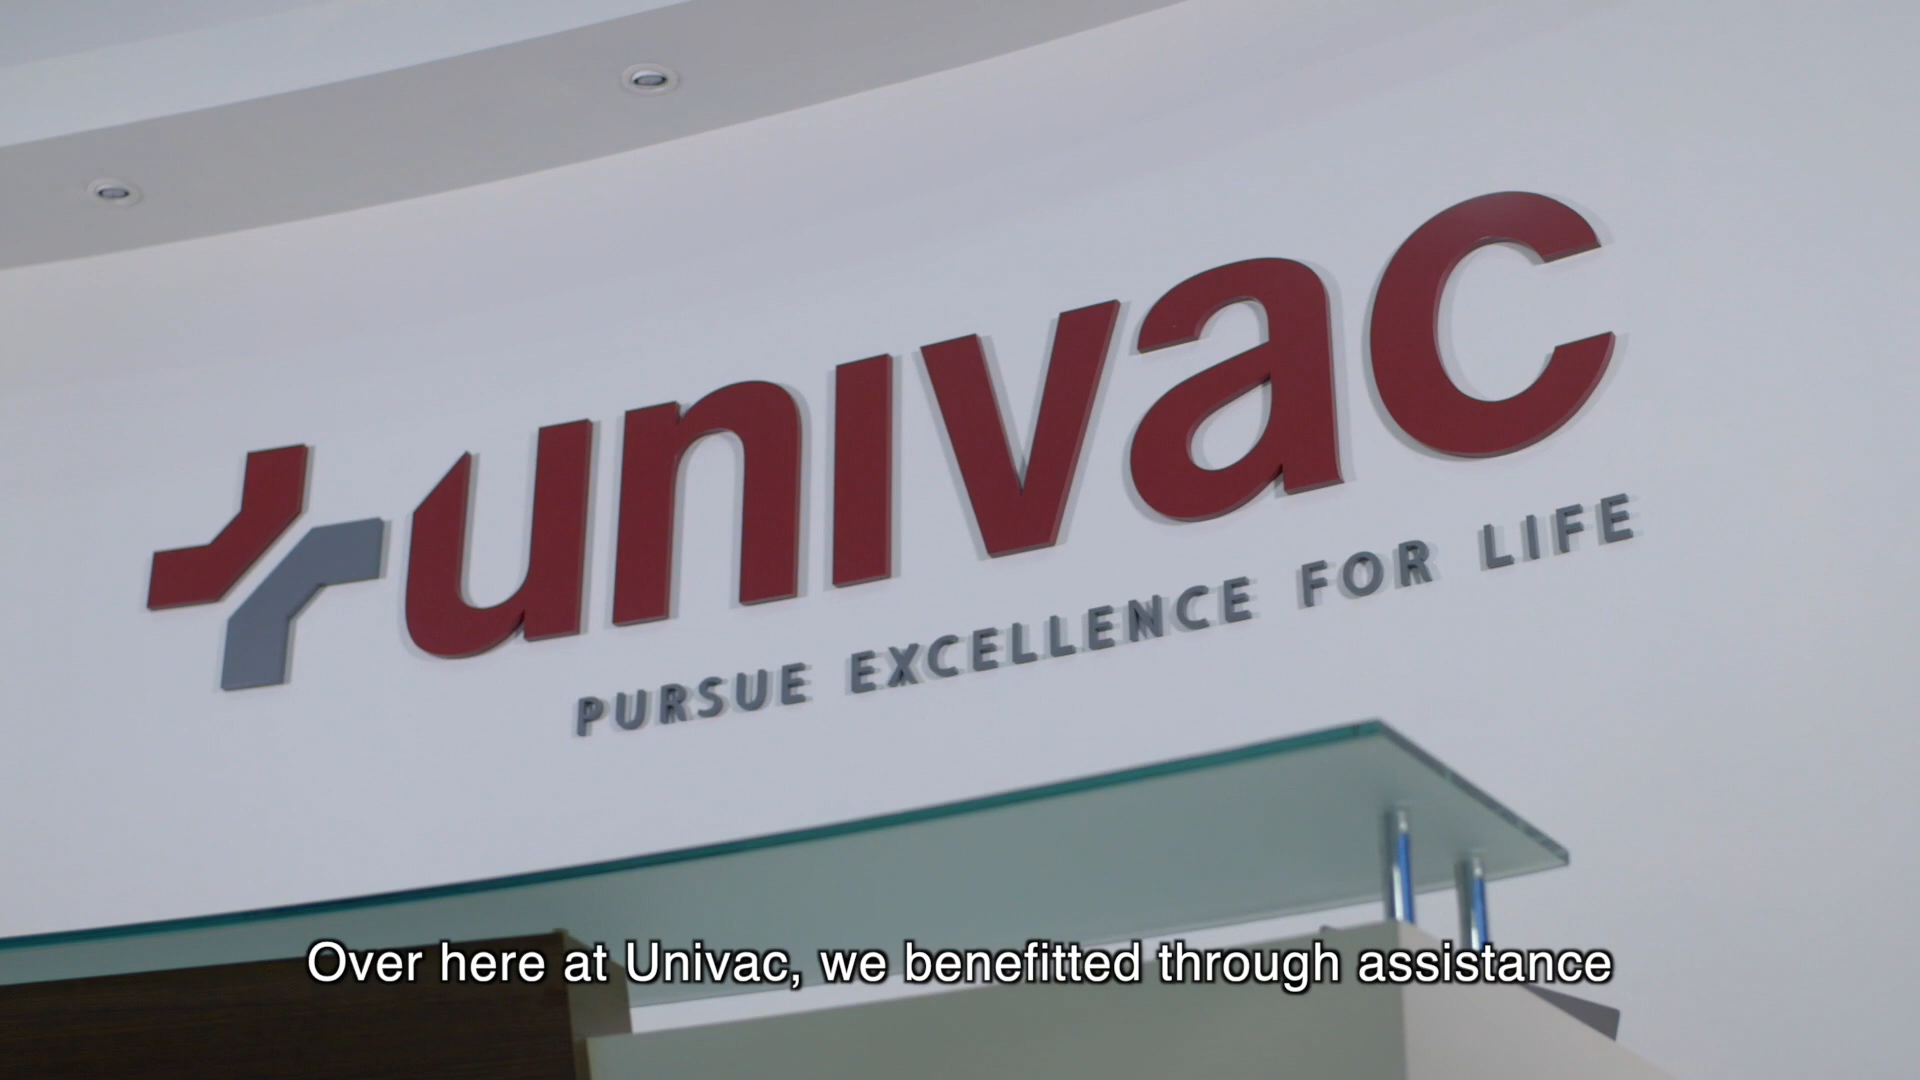 univac
PURSUE EXCELLENCE FOR LIFE
Over here at Univac, we benefitted through assistance